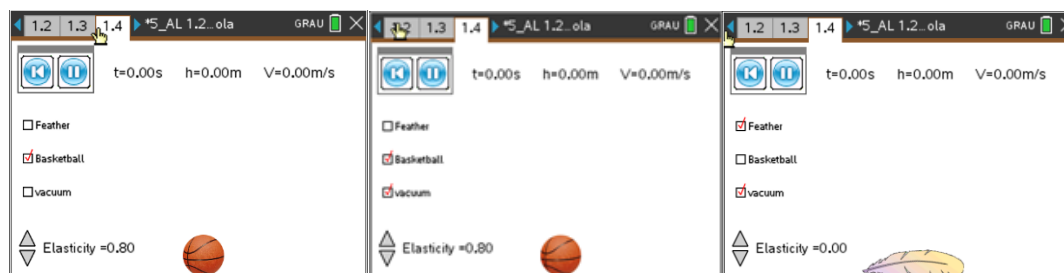 1.2 1.3 1.4 *5_AL 1.2...ola GRAU
t=0.00s h=0.00m V=0.00m/s
Feather
Basketball
vacuum
Elasticity =0.80
1.2 1.3 1.4 *5_AL 1.2...ola GRAU
t=0.00s h=0.00m V=0.00m/s
Feather
Basketball
vacuum
Elasticity =0.80
1.2 1.3 1.4 *5_AL 1.2...ola GRAU
t=0.00s h=0.00m V=0.00m/s
Feather
Basketball
vacuum
Elasticity =0.00